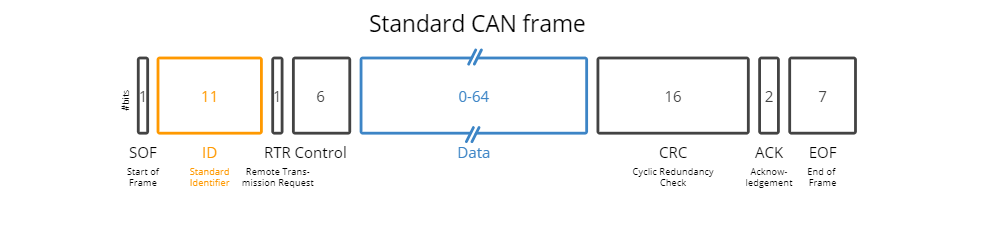 Standard CAN frame
#bits
1
11
1
6
0-64
16
2
7
SOF
ID
RTR
Control
Data
CRC
ACK
EOF
Start of
Frame
Standard
Identifier
Remote Trans-
mission Request
Cyclic Redundancy
Check
Acknow-
ledgement
End of
Frame